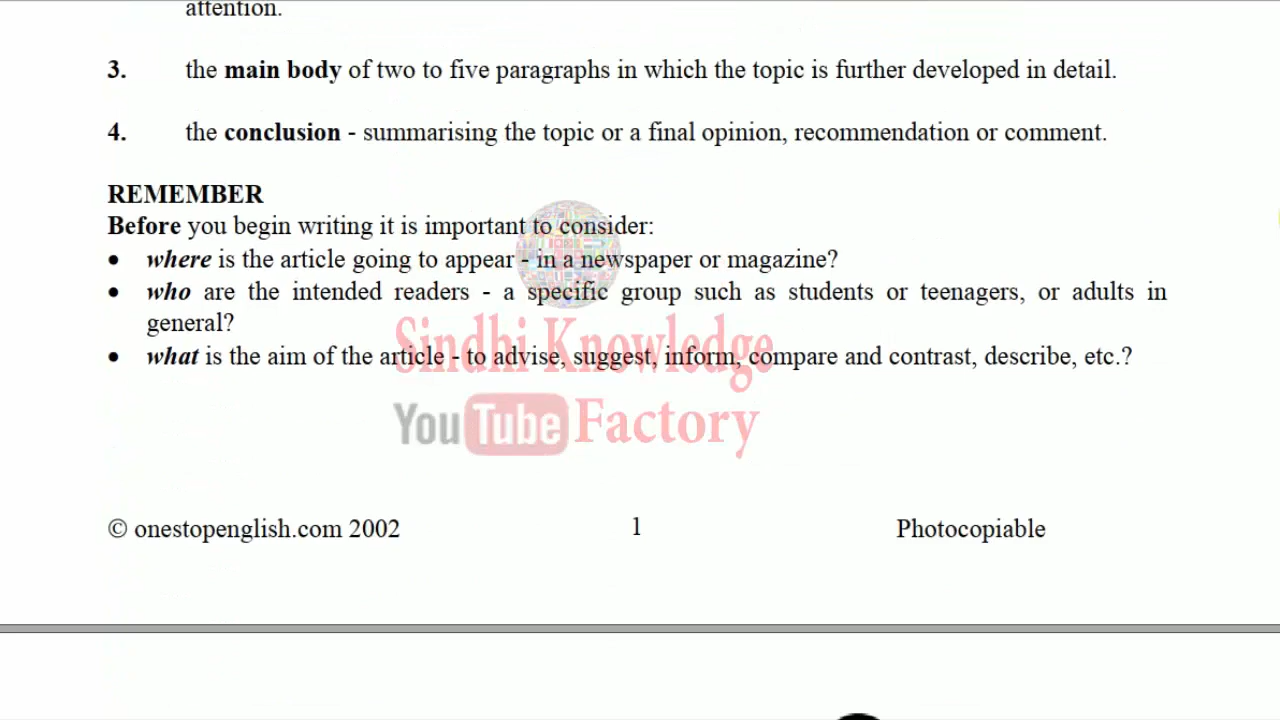 attention.
3. the main body of two to five paragraphs in which the topic is further developed in detail.
4. the conclusion - summarising the topic or a final opinion, recommendation or comment.
REMEMBER
Before you begin writing it is important to consider:
• where is the article going to appear - in a newspaper or magazine?
• who are the intended readers - a specific group such as students or teenagers, or adults in
general?
• what is the aim of the article - to advise, suggest, inform, compare and contrast, describe, etc.?
Sindhi Knowledge
YouTube Factory
© onestopenglish.com 2002 1 Photocopiable